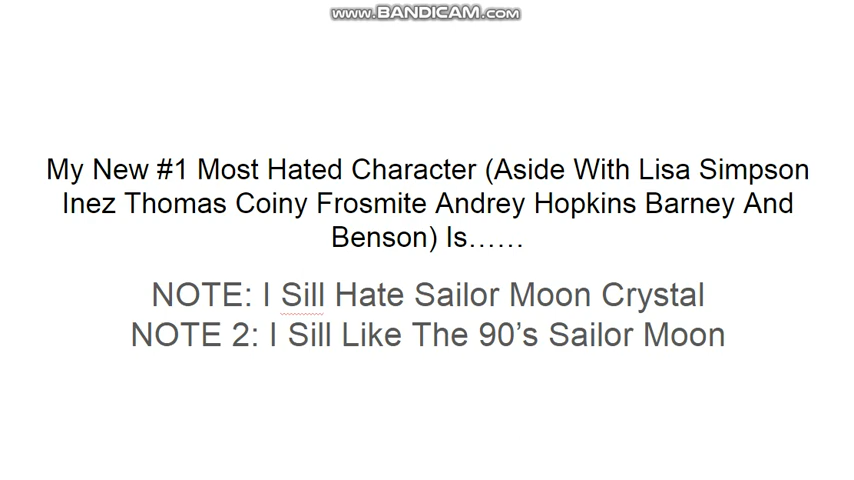 www.BANDICAM.com
My New #1 Most Hated Character (Aside With Lisa Simpson
Inez Thomas Coiny Frosmite Andrey Hopkins Barney And
Benson) Is……
NOTE: I Sill Hate Sailor Moon Crystal
NOTE 2: I Sill Like The 90’s Sailor Moon